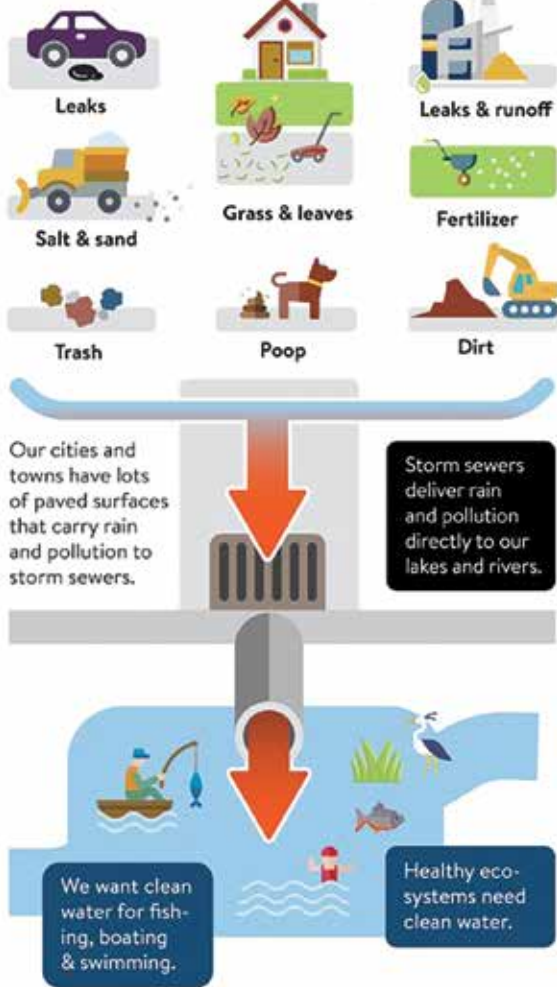 Leaks
Leaks & runoff
Grass & leaves
Fertilizer
Salt & sand
Trash
Poop
Dirt
Our cities and
towns have lots
of paved surfaces
that carry rain
and pollution to
storm sewers.
Storm sewers
deliver rain
and pollution
directly to our
lakes and rivers.
We want clean
water for fish-
ing, boating
& swimming.
Healthy eco-
systems need
clean water.